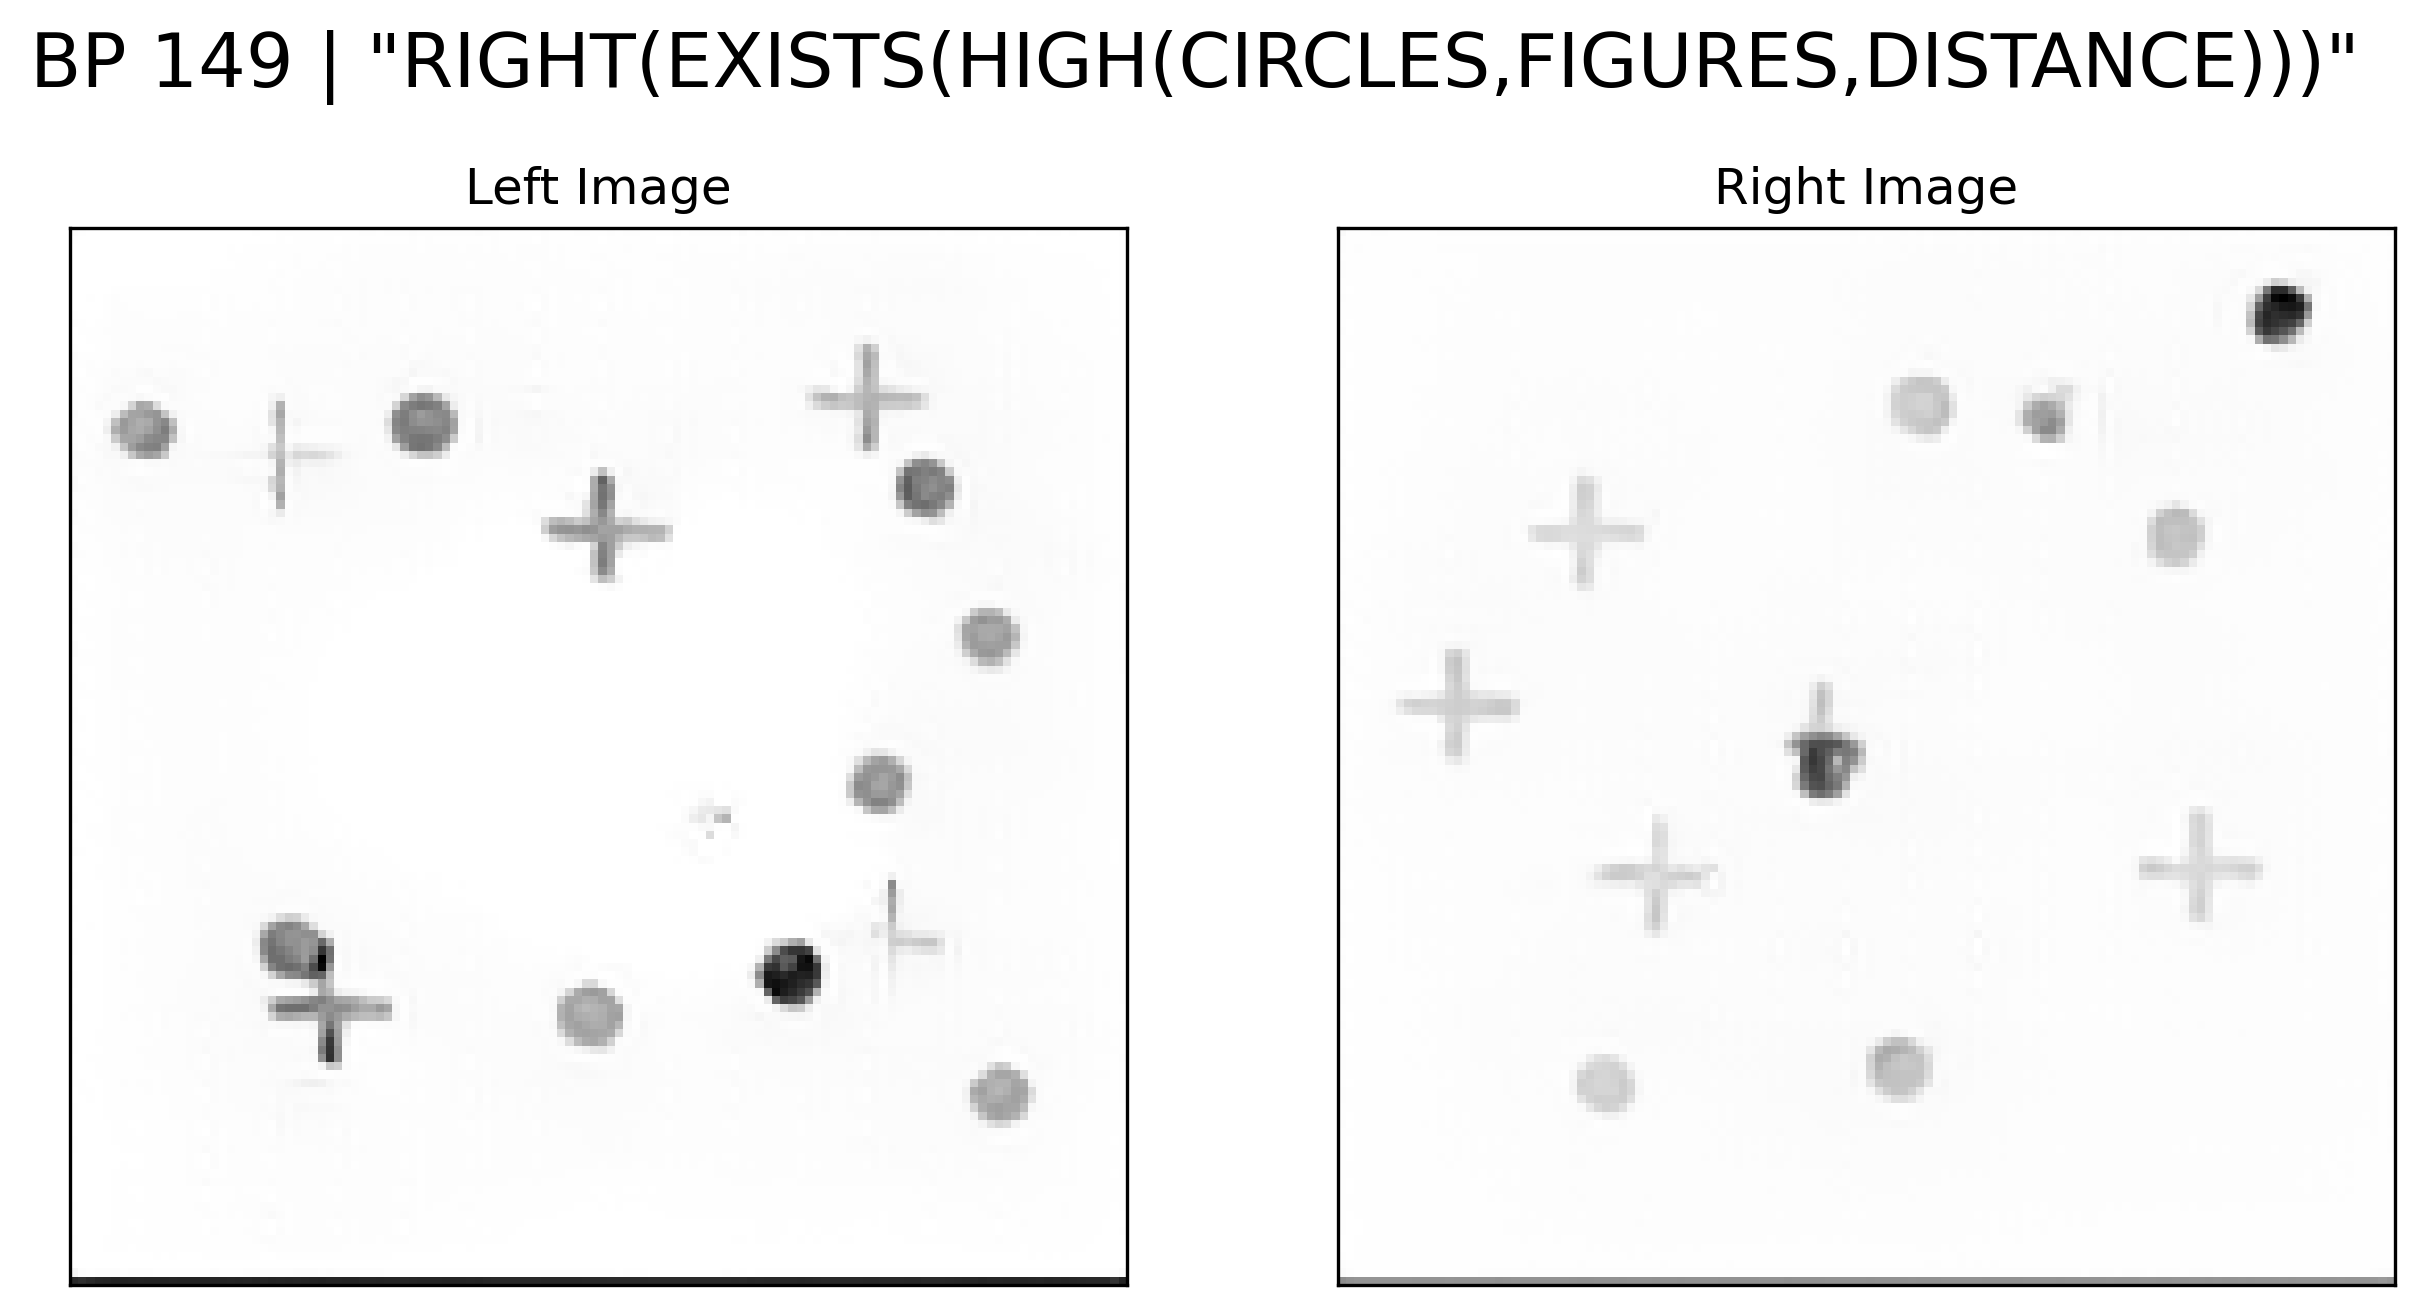 BP 149 | "RIGHT(EXISTS(HIGH(CIRCLES,FIGURES,DISTANCE)))"
Left Image
Right Image